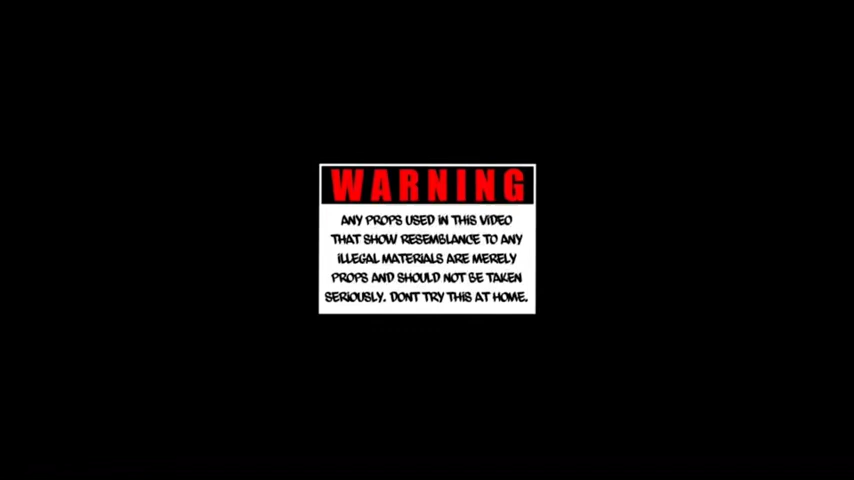 WARNING
ANY PROPS USED IN THIS VIDEO
THAT SHOW RESEMBLANCE TO ANY
ILLEGAL MATERIALS ARE MERELY
PROPS AND SHOULD NOT BE TAKEN
SERIOUSLY. DONT TRY THIS AT HOME.